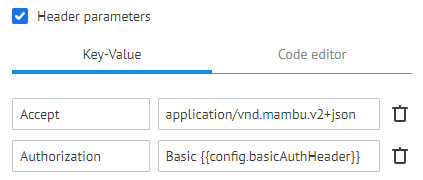 Header parameters
Key-Value Code editor
Accept application/vnd.mambu.v2+json
Authorization Basic {{config.basicAuthHeader}}